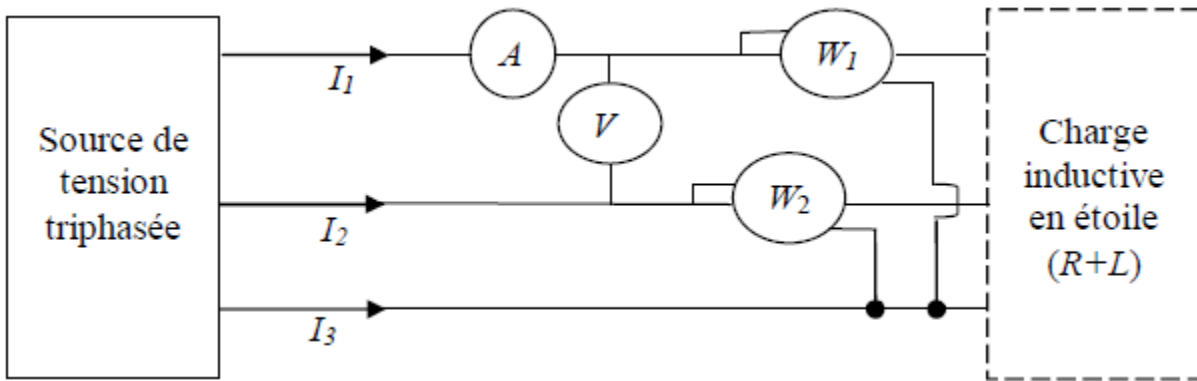 Source de
tension
triphasée
I1
I2
I3
A
V
W1
W2
Charge
inductive
en étoile
(R+L)